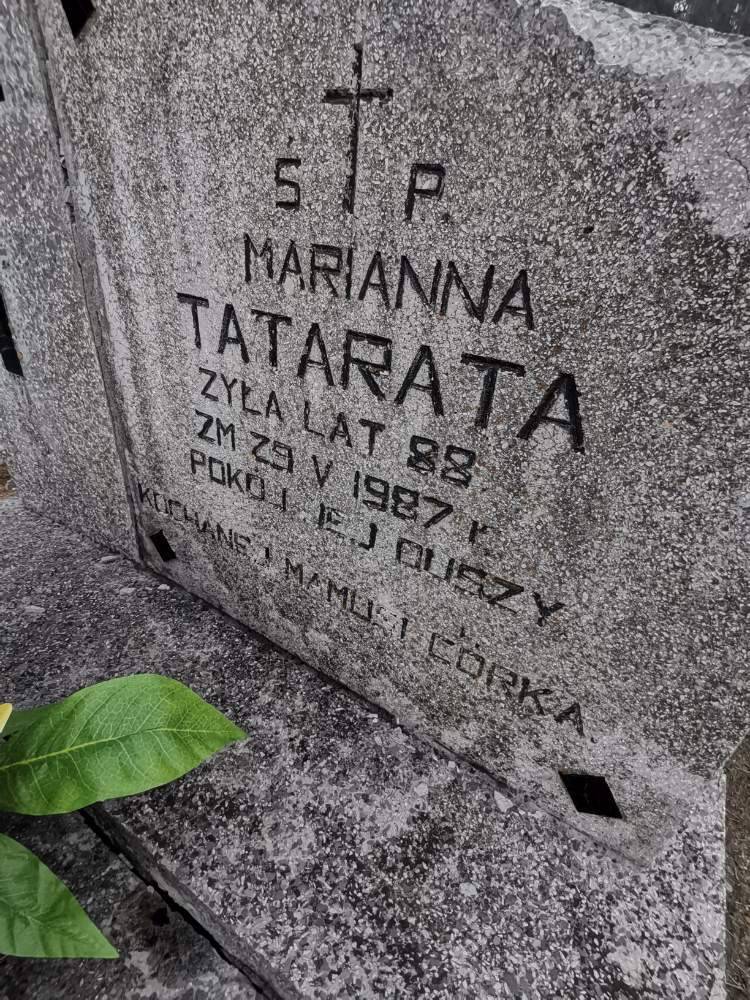 Ś P.
MARIANNA
TATARATA
ŻYŁA LAT 88
ZM 29 V 1987 r.
POKÓJ JEJ DUSZY
KOCHANEJ MAMUSI CÓRKA.